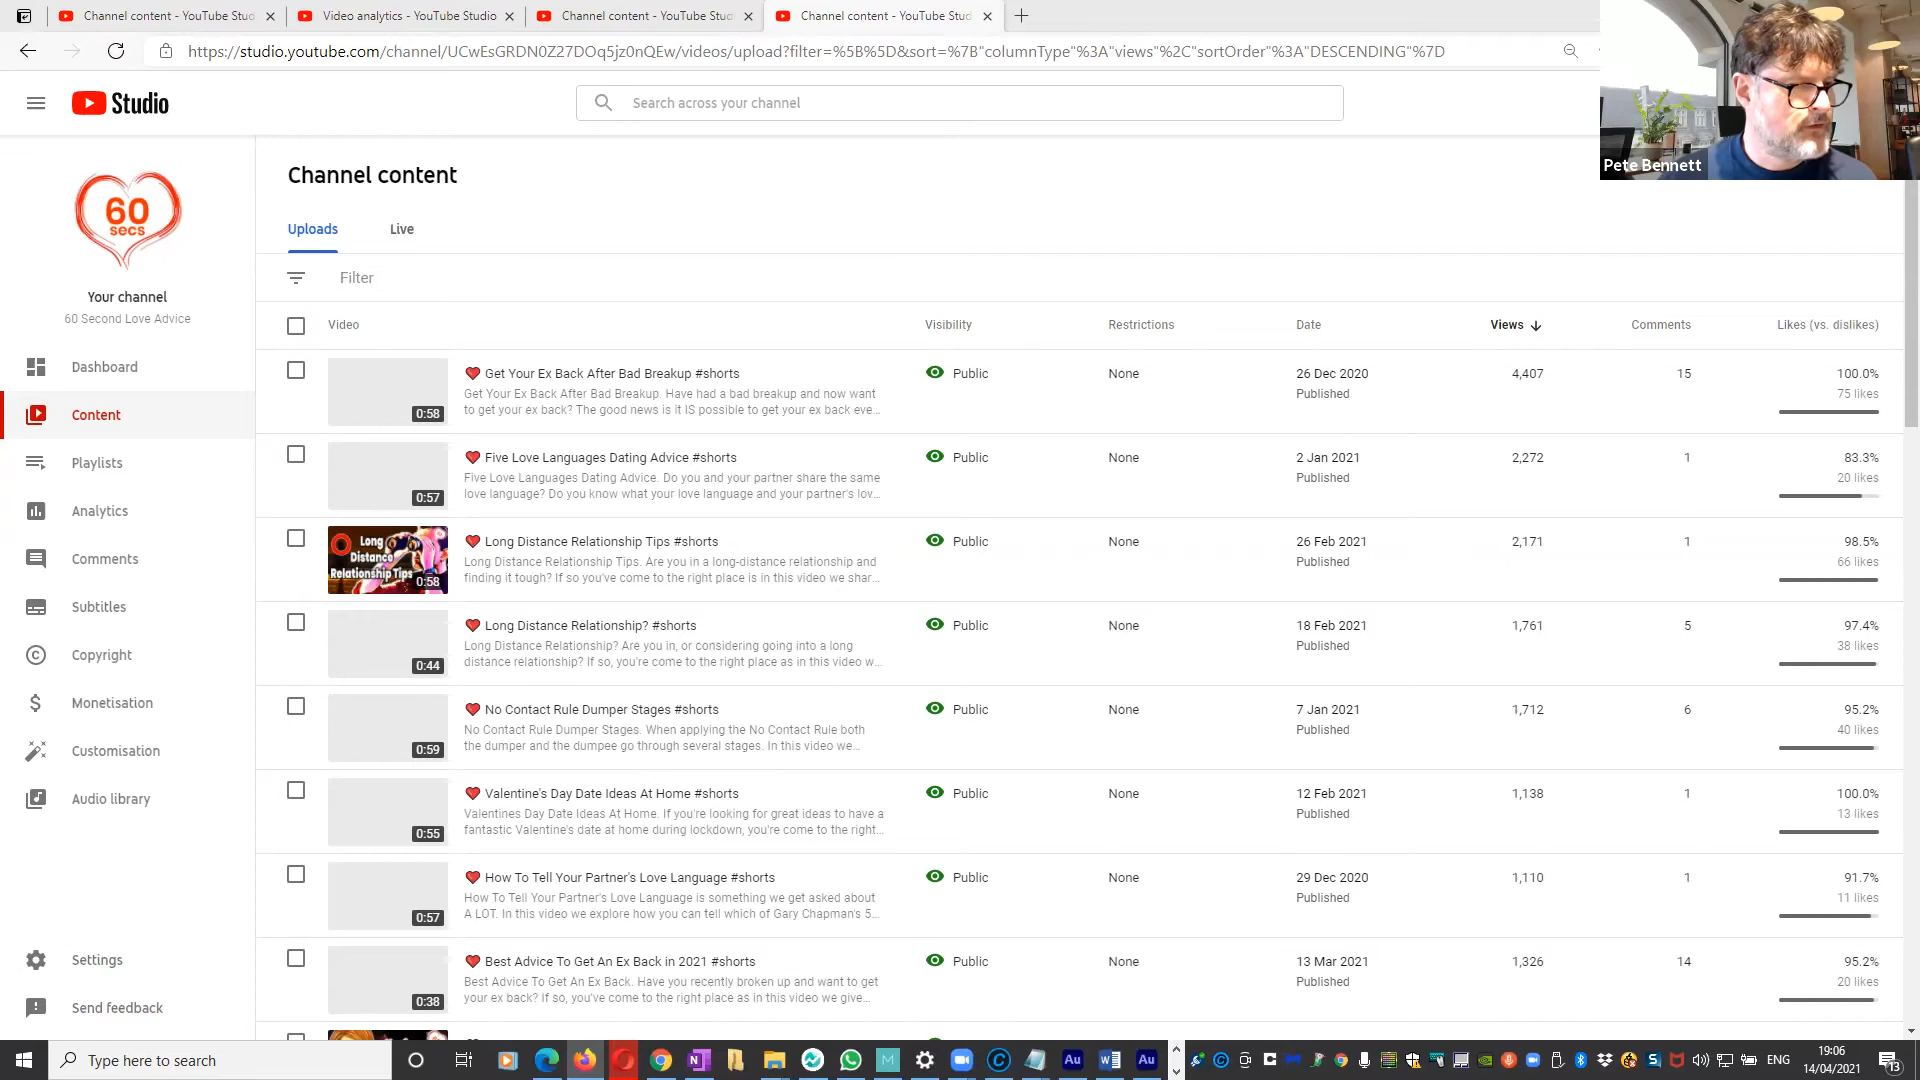 Channel content - YouTube Stud
Video analytics - YouTube Studio
Channel content - YouTube Stud
Channel content - YouTube Stud
https://studio.youtube.com/channel/UCwEsGRDN0Z27DOq5jz0nQEw/videos/upload?filter=%5B%5D&sort=%7B"columnType"%3A"views"%2C"sortOrder"%3A"DESCENDING"%7D
Studio
Search across your channel
Pete Bennett
60
secs
Your channel
60 Second Love Advice
Dashboard
Content
Playlists
Analytics
Comments
Subtitles
Copyright
Monetisation
Customisation
Audio library
Settings
Send feedback
Channel content
Uploads Live
Filter
Video Visibility Restrictions Date Views Comments Likes (vs. dislikes)
0:58
Get Your Ex Back After Bad Breakup #shorts
Get Your Ex Back After Bad Breakup. Have had a bad breakup and now want
to get your ex back? The good news is it IS possible to get your ex back eve...
Public None 26 Dec 2020 4,407 15 100.0%
Published 75 likes
0:57
Five Love Languages Dating Advice #shorts
Five Love Languages Dating Advice. Do you and your partner share the same
love language? Do you know what your love language and your partner's lov...
Public None 2 Jan 2021 2,272 1 83.3%
Published 20 likes
Long
Distance
Relationship Tips
0:58
Long Distance Relationship Tips #shorts
Long Distance Relationship Tips. Are you in a long-distance relationship and
finding it tough? If so you've come to the right place is in this video we shar...
Public None 26 Feb 2021 2,171 1 98.5%
Published 66 likes
0:44
Long Distance Relationship? #shorts
Long Distance Relationship? Are you in, or considering going into a long
distance relationship? If so, you're come to the right place as in this video w...
Public None 18 Feb 2021 1,761 5 97.4%
Published 38 likes
0:59
No Contact Rule Dumper Stages #shorts
No Contact Rule Dumper Stages. When applying the No Contact Rule both
the dumper and the dumpee go through several stages. In this video we...
Public None 7 Jan 2021 1,712 6 95.2%
Published 40 likes
0:55
Valentine's Day Date Ideas At Home #shorts
Valentines Day Date Ideas At Home. If you're looking for great ideas to have a
fantastic Valentine's date at home during lockdown, you're come to the right...
Public None 12 Feb 2021 1,138 1 100.0%
Published 13 likes
0:57
How To Tell Your Partner's Love Language #shorts
How To Tell Your Partner's Love Language is something we get asked about
A LOT. In this video we explore how you can tell which of Gary Chapman's 5...
Public None 29 Dec 2020 1,110 1 91.7%
Published 11 likes
0:38
Best Advice To Get An Ex Back in 2021 #shorts
Best Advice To Get An Ex Back. Have you recently broken up and want to get
your ex back? If so, you've come to the right place as in this video we give...
Public None 13 Mar 2021 1,326 14 95.2%
Published 20 likes
Type here to search
ENG
19:06
14/04/2021
13